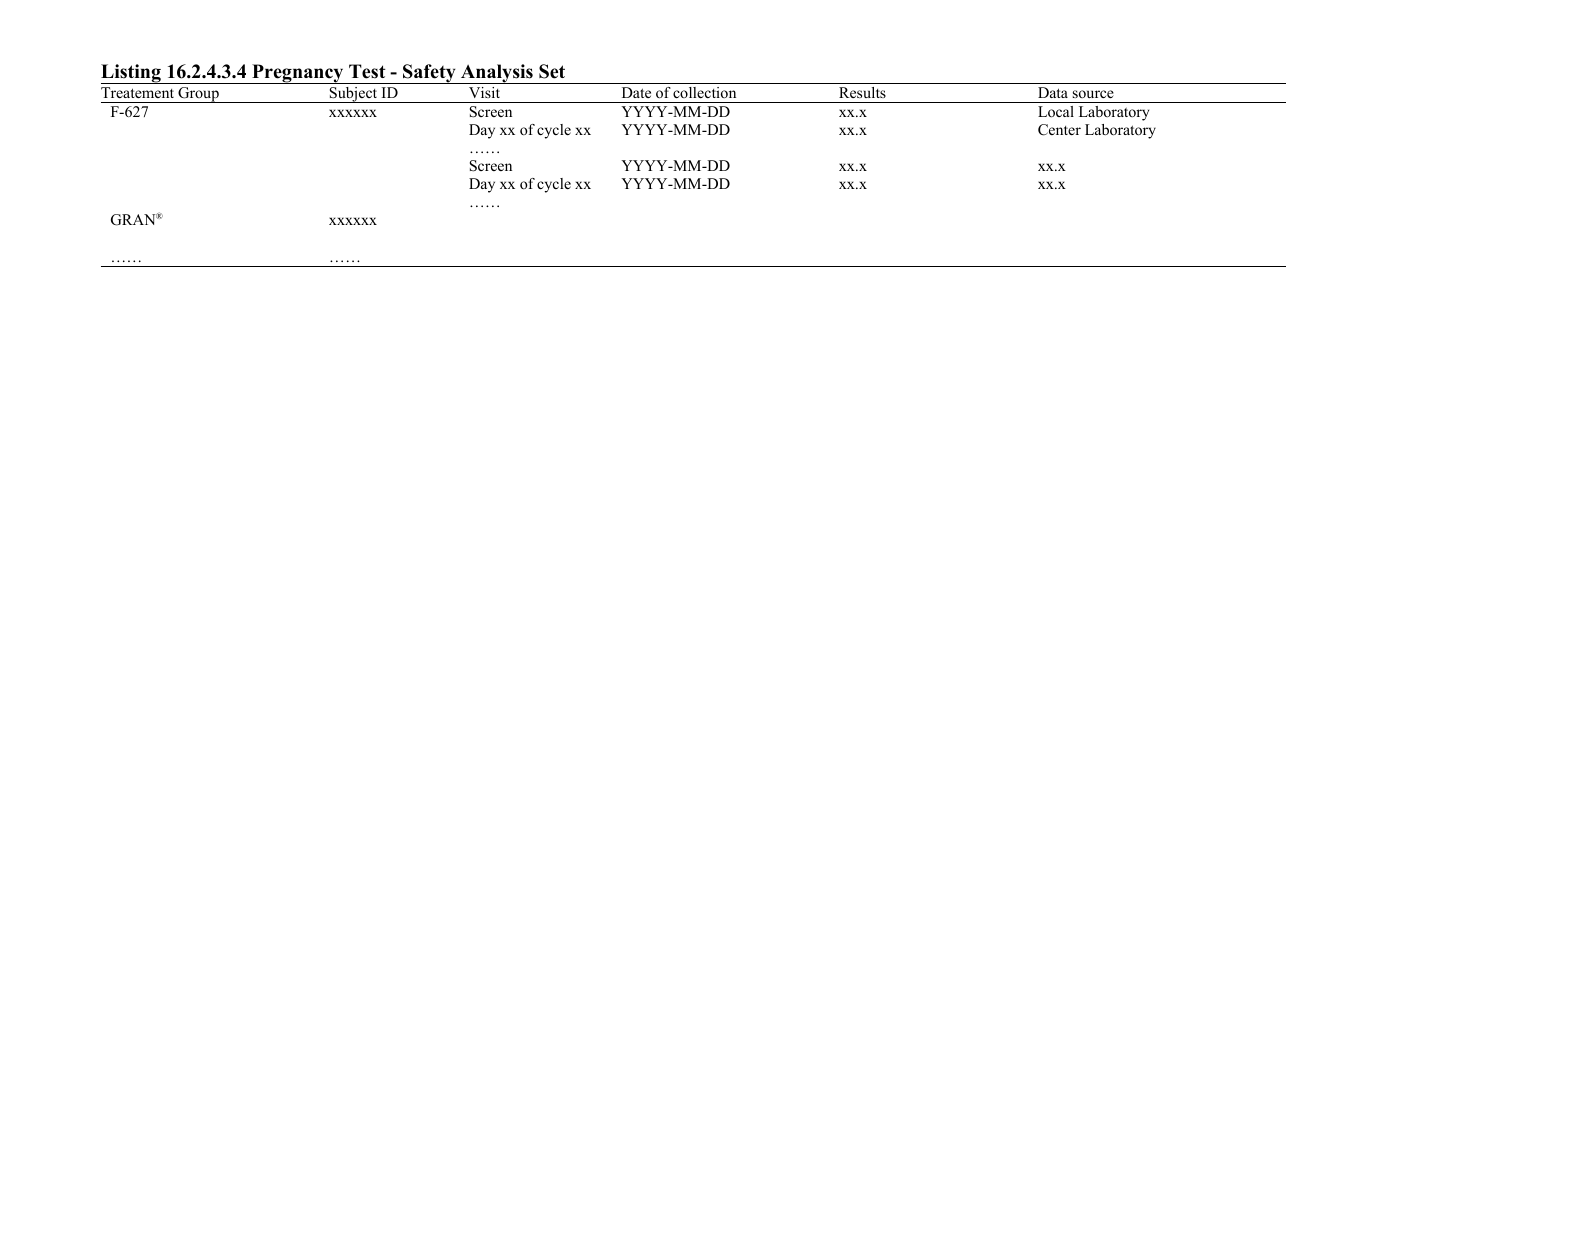 Listing 16.2.4.3.4 Pregnancy Test - Safety Analysis Set
Treatement Group Subject ID Visit Date of collection Results Data source
F-627 xxxxxx Screen YYYY-MM-DD xx.x Local Laboratory
Day xx of cycle xx YYYY-MM-DD xx.x Center Laboratory
……
Screen YYYY-MM-DD xx.x xx.x
Day xx of cycle xx YYYY-MM-DD xx.x xx.x
……
GRAN® xxxxxx
…… ……